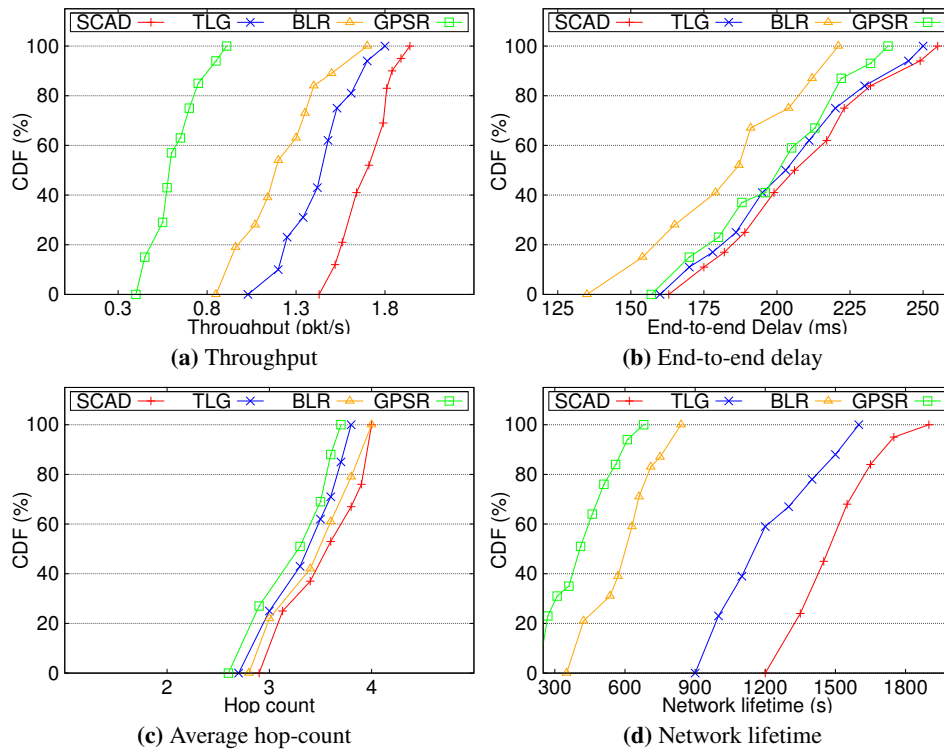 SCAD TLG BLR GPSR
100
80
60
40
20
0
CDF (%)
0.3 0.8 1.3 1.8
Throughput (pkt/s)
(a) Throughput
SCAD TLG BLR GPSR
100
80
60
40
20
0
CDF (%)
125 150 175 200 225 250
End-to-end Delay (ms)
(b) End-to-end delay
SCAD TLG BLR GPSR
100
80
60
40
20
0
CDF (%)
2 3 4
Hop count
(c) Average hop-count
SCAD TLG BLR GPSR
100
80
60
40
20
0
CDF (%)
300 600 900 1200 1500 1800
Network lifetime (s)
(d) Network lifetime